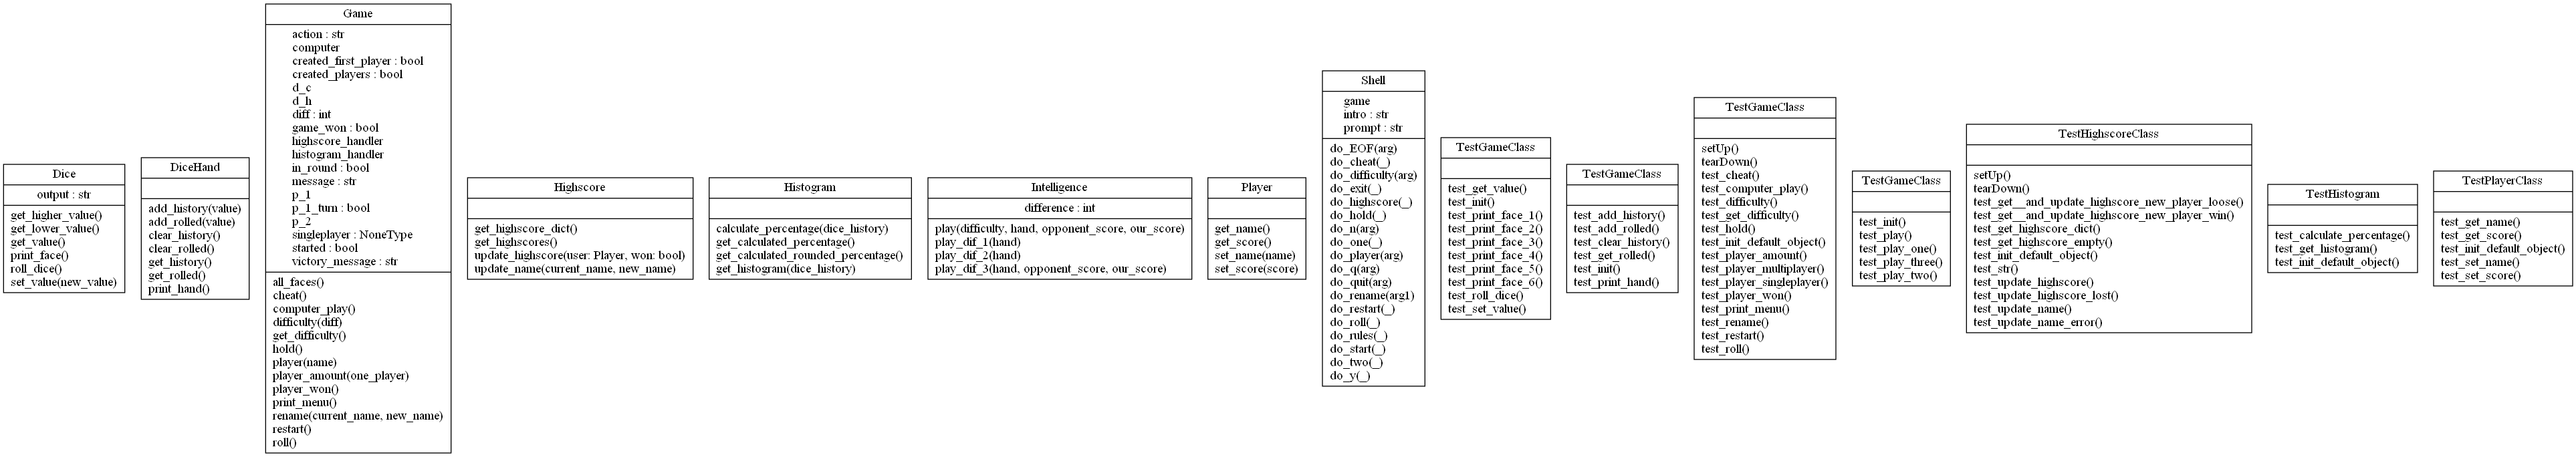 Dice
output : str
get_higher_value()
get_lower_value()
get_value()
print_face()
roll_dice()
set_value(new_value)
DiceHand
add_history(value)
add_rolled(value)
clear_history()
clear_rolled()
get_history()
get_rolled()
print_hand()
Game
action : str
computer
created_first_player : bool
created_players : bool
d_c
d_h
diff : int
game_won : bool
highscore_handler
histogram_handler
in_round : bool
message : str
p_1
p_1_turn : bool
p_2
singleplayer : NoneType
started : bool
victory_message : str
all_faces()
cheat()
computer_play()
difficulty(diff)
get_difficulty()
hold()
player(name)
player_amount(one_player)
player_won()
print_menu()
rename(current_name, new_name)
restart()
roll()
Highscore
get_highscore_dict()
get_highscores()
update_highscore(user: Player, won: bool)
update_name(current_name, new_name)
Histogram
calculate_percentage(dice_history)
get_calculated_percentage()
get_calculated_rounded_percentage()
get_histogram(dice_history)
Intelligence
difference : int
play(difficulty, hand, opponent_score, our_score)
play_dif_1(hand)
play_dif_2(hand)
play_dif_3(hand, opponent_score, our_score)
Player
get_name()
get_score()
set_name(name)
set_score(score)
Shell
game
intro : str
prompt : str
do_EOF(arg)
do_cheat(_)
do_difficulty(arg)
do_exit(_)
do_highscore(_)
do_hold(_)
do_n(arg)
do_one(_)
do_player(arg)
do_q(arg)
do_quit(arg)
do_rename(arg1)
do_restart(_)
do_roll(_)
do_rules(_)
do_start(_)
do_two(_)
do_y(_)
TestGameClass
test_get_value()
test_init()
test_print_face_1()
test_print_face_2()
test_print_face_3()
test_print_face_4()
test_print_face_5()
test_print_face_6()
test_roll_dice()
test_set_value()
TestGameClass
test_add_history()
test_add_rolled()
test_clear_history()
test_get_rolled()
test_init()
test_print_hand()
TestGameClass
setUp()
tearDown()
test_cheat()
test_computer_play()
test_difficulty()
test_get_difficulty()
test_hold()
test_init_default_object()
test_player_amount()
test_player_multiplayer()
test_player_singleplayer()
test_player_won()
test_print_menu()
test_rename()
test_restart()
test_roll()
TestGameClass
test_init()
test_play()
test_play_one()
test_play_three()
test_play_two()
TestHighscoreClass
setUp()
tearDown()
test_get__and_update_highscore_new_player_loose()
test_get__and_update_highscore_new_player_win()
test_get_highscore_dict()
test_get_highscore_empty()
test_init_default_object()
test_str()
test_update_highscore()
test_update_highscore_lost()
test_update_name()
test_update_name_error()
TestHistogram
test_calculate_percentage()
test_get_histogram()
test_init_default_object()
TestPlayerClass
test_get_name()
test_get_score()
test_init_default_object()
test_set_name()
test_set_score()